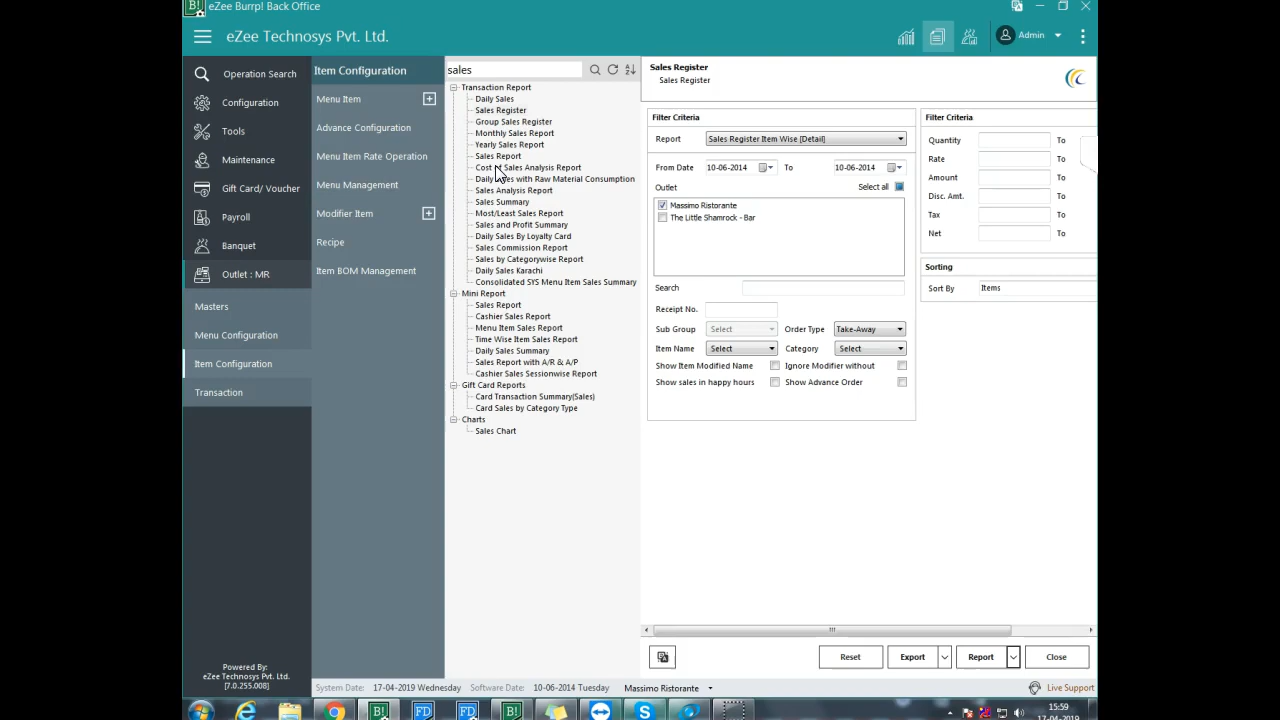 eZee Burrp! Back Office
eZee Technosys Pvt. Ltd.
Admin
Operation Search
Configuration
Tools
Maintenance
Gift Card/ Voucher
Payroll
Banquet
Outlet : MR
Masters
Menu Configuration
Item Configuration
Transaction
Powered By:
eZee Technosys Pvt. Ltd.
[7.0.255.008]
Item Configuration
Menu Item
Advance Configuration
Menu Item Rate Operation
Menu Management
Modifier Item
Recipe
Item BOM Management
sales
Transaction Report
Daily Sales
Sales Register
Group Sales Register
Monthly Sales Report
Yearly Sales Report
Sales Report
Cost of Sales Analysis Report
Daily Sales with Raw Material Consumption
Sales Analysis Report
Sales Summary
Most/Least Sales Report
Sales and Profit Summary
Daily Sales By Loyalty Card
Sales Commission Report
Sales by Categorywise Report
Daily Sales Karachi
Consolidated SYS Menu Item Sales Summary
Mini Report
Sales Report
Cashier Sales Report
Menu Item Sales Report
Time Wise Item Sales Report
Daily Sales Summary
Sales Report with A/R & A/P
Cashier Sales Sessionwise Report
Gift Card Reports
Card Transaction Summary(Sales)
Card Sales by Category Type
Charts
Sales Chart
Sales Register
Sales Register
Filter Criteria
Report Sales Register Item Wise [Detail]
From Date 10-06-2014 To 10-06-2014
Outlet Select all
Massimo Ristorante
The Little Shamrock - Bar
Search
Receipt No.
Sub Group Select Order Type Take-Away
Item Name Select Category Select
Show Item Modified Name Ignore Modifier without
Show sales in happy hours Show Advance Order
Filter Criteria
Quantity To
Rate To
Amount To
Disc. Amt. To
Tax To
Net To
Sorting
Sort By Items
Reset Export Report Close
System Date: 17-04-2019 Wednesday Software Date: 10-06-2014 Tuesday Massimo Ristorante Live Support
15:59
17-04-2019